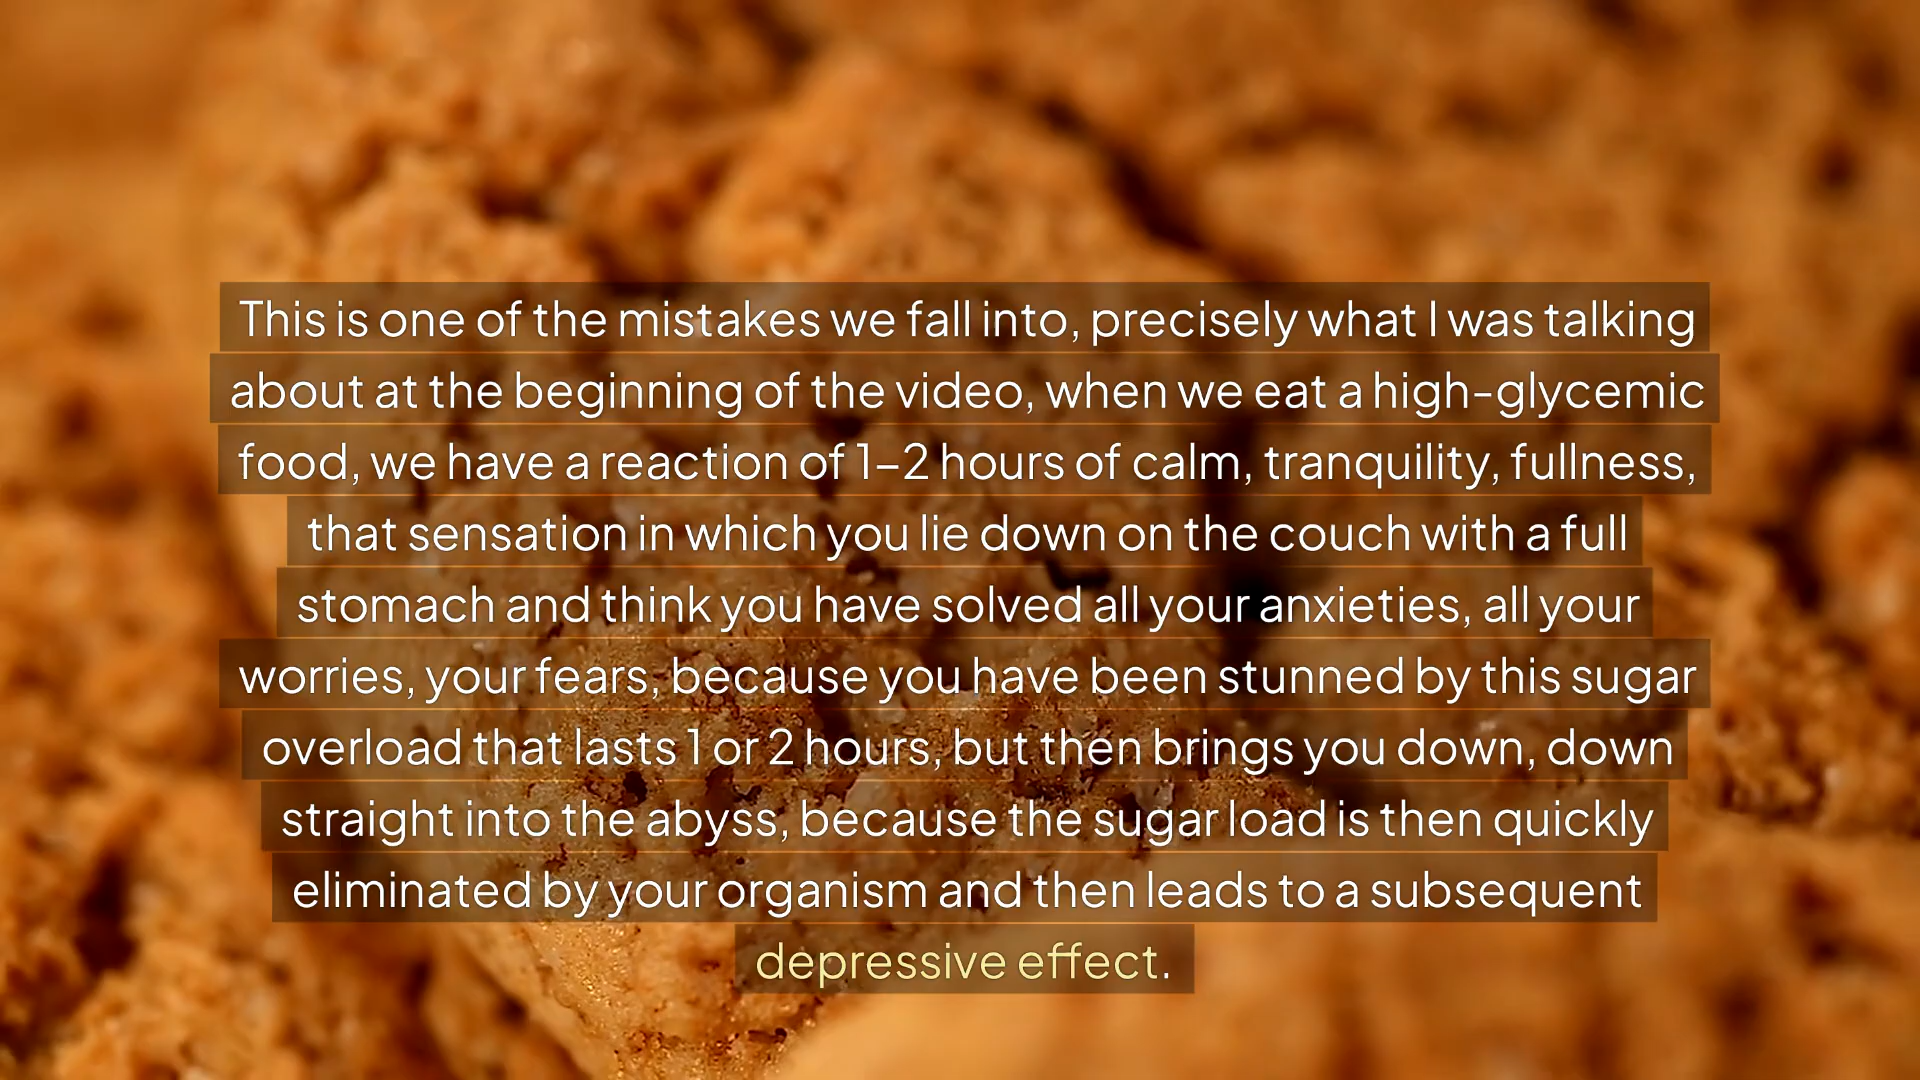 This is one of the mistakes we fall into, precisely what I was talking
about at the beginning of the video, when we eat a high-glycemic
food, we have a reaction of 1–2 hours of calm, tranquility, fullness,
that sensation in which you lie down on the couch with a full
stomach and think you have solved all your anxieties, all your
worries, your fears, because you have been stunned by this sugar
overload that lasts 1 or 2 hours, but then brings you down, down
straight into the abyss, because the sugar load is then quickly
eliminated by your organism and then leads to a subsequent
depressive effect.